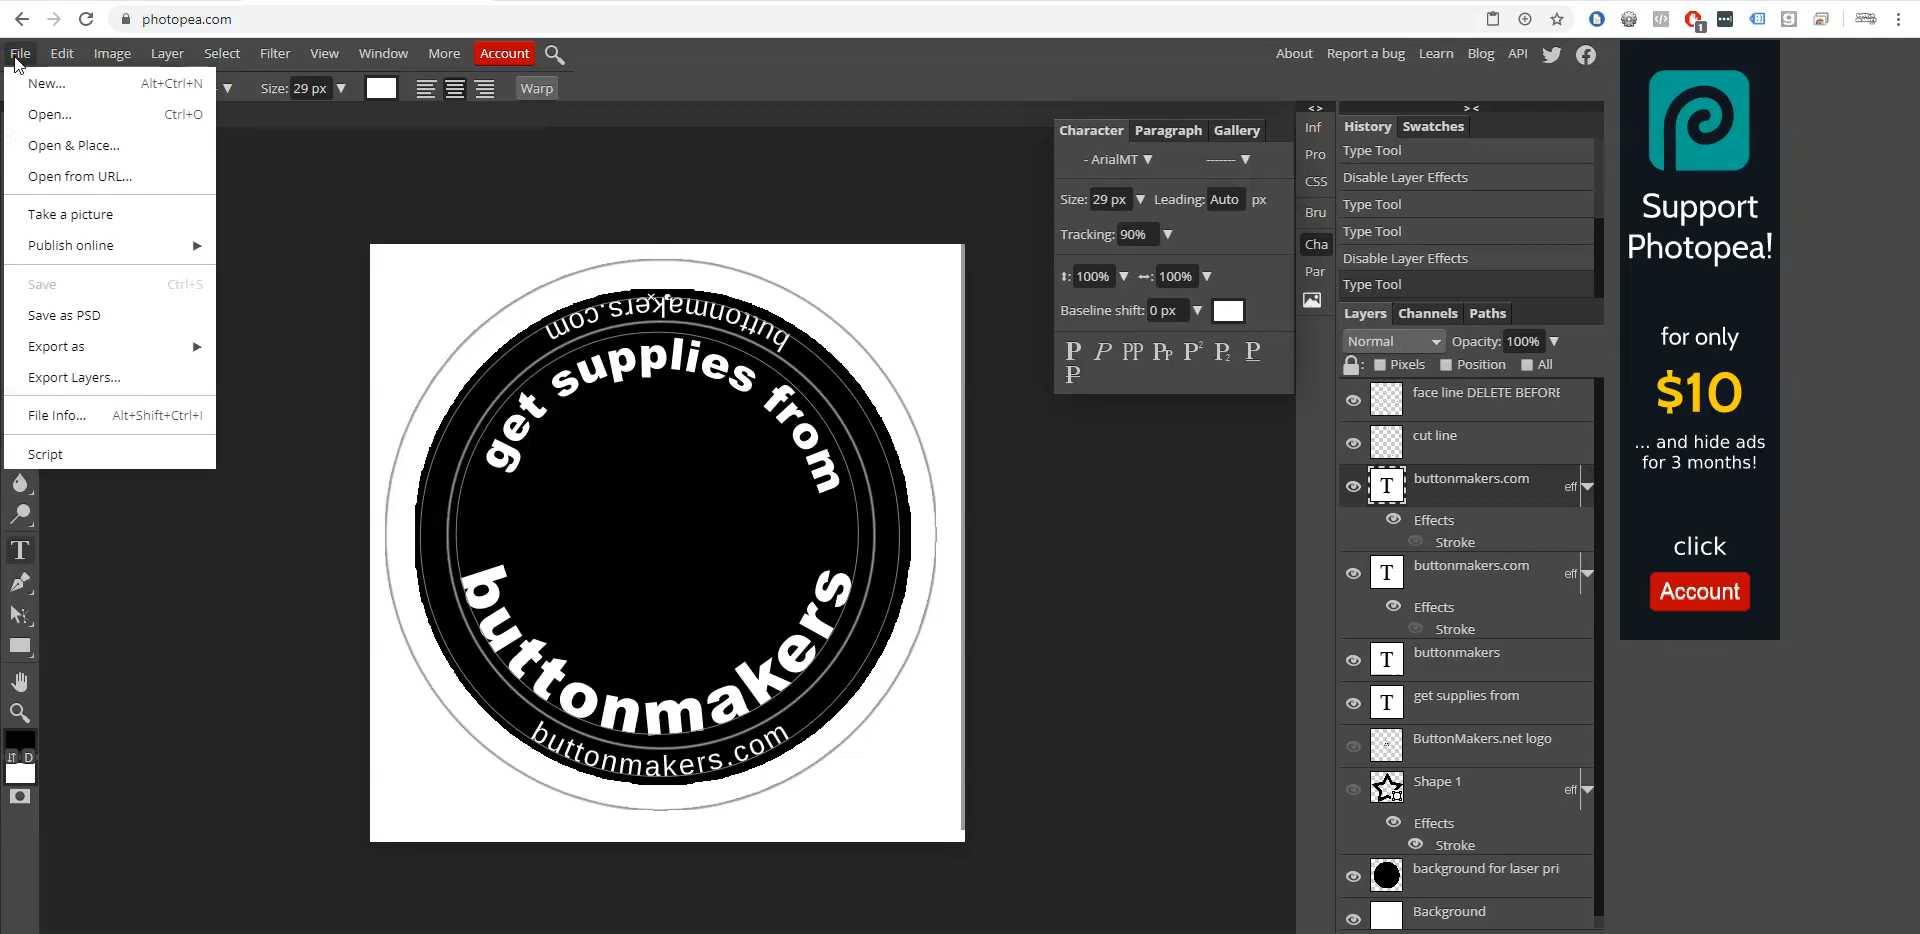 photopea.com
1
File Edit Image Layer Select Filter View Window More Account
About Report a bug Learn Blog API
Size: 29 px Warp
New... Alt+Ctrl+N
Open... Ctrl+O
Open & Place...
Open from URL...
Take a picture
Publish online
Save Ctrl+S
Save as PSD
Export as
Export Layers...
File Info... Alt+Shift+Ctrl+I
Script
T
D
buttonmakers.com
get supplies from
buttonmakers
buttonmakers.com
Character Paragraph Gallery
- ArialMT -------
Size: 29 px Leading: Auto px
Tracking: 90%
100% 100%
Baseline shift: 0 px
P P PP PP P2 P2 P
P
< >
Inf
Pro
CSS
Bru
Cha
Par
> <
History Swatches
Type Tool
Disable Layer Effects
Type Tool
Type Tool
Disable Layer Effects
Type Tool
Layers Channels Paths
Normal Opacity: 100%
: Pixels Position All
face line DELETE BEFORE
cut line
T buttonmakers.com eff
Effects
Stroke
T buttonmakers.com eff
Effects
Stroke
T buttonmakers
T get supplies from
ButtonMakers.net logo
Shape 1 eff
Effects
Stroke
background for laser pri
Background
Support
Photopea!
for only
$10
... and hide ads
for 3 months!
click
Account